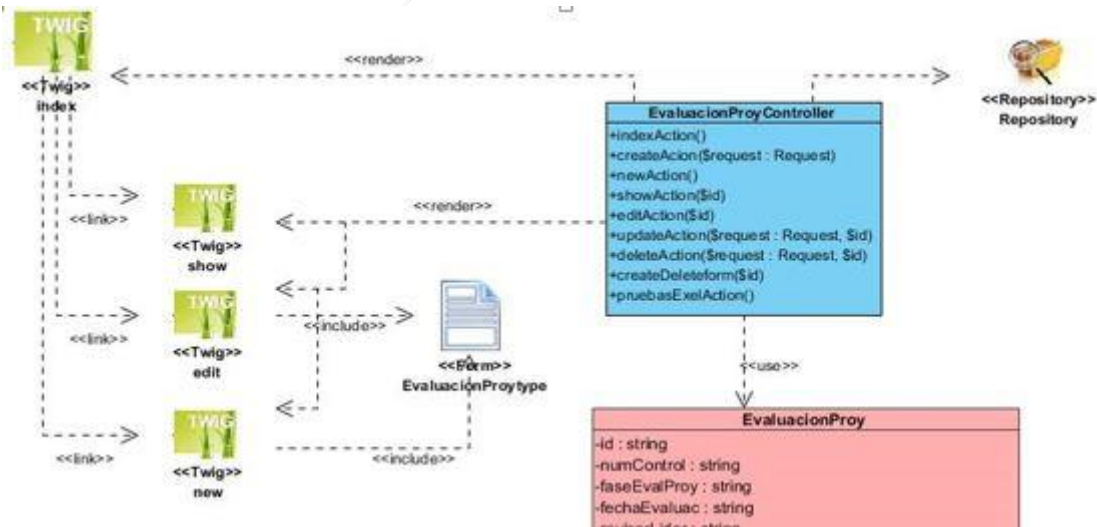 TWIG
<<Twig>>
index
<<render>>
<<Repository>>
Repository
EvaluacionProyController
+indexAction()
+createAcion($request : Request)
+newAction()
+showAction($id)
+editAction($id)
+updateAction($request : Request, $id)
+deleteAction($request : Request, $id)
+createDeleteform($id)
+pruebasExelAction()
<<link>>
TWIG
<<Twig>>
show
<<render>>
<<link>>
TWIG
<<Twig>>
edit
<<include>>
<<Form>>
EvaluacionProytype
<<use>>
<<link>>
TWIG
<<Twig>>
new
<<include>>
EvaluacionProy
-id : string
-numControl : string
-faseEvalProy : string
-fechaEvaluac : string